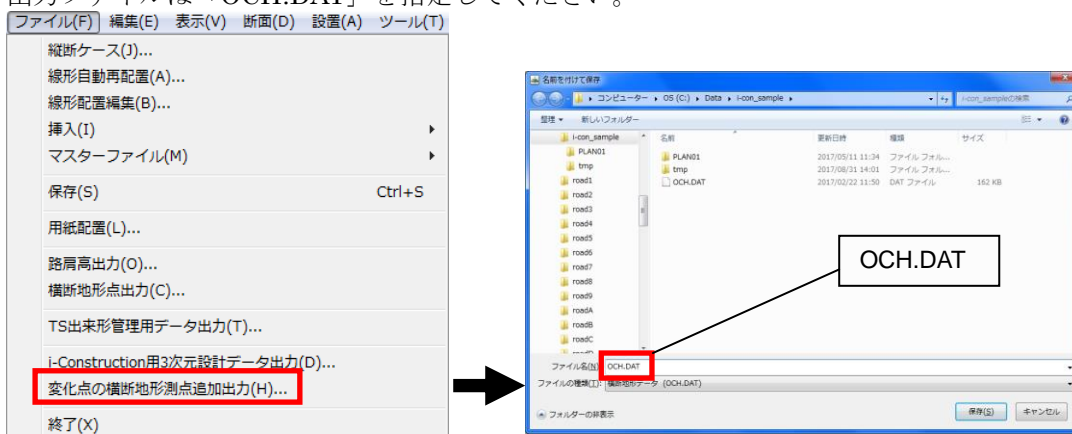 出力ファイルは「OCH.DAT」を指定してください。
ファイル(F) 編集(E) 表示(V) 断面(D) 設置(A) ツール(T)
縦断ケース(J)...
線形自動再配置(A)...
線形配置編集(B)...
挿入(I)
マスターファイル(M)
保存(S) Ctrl+S
用紙配置(L)...
路肩高出力(O)...
横断地形点出力(C)...
TS出来形管理用データ出力(T)...
i-Construction用3次元設計データ出力(D)...
変化点の横断地形測点追加出力(H)...
終了(X)
名前を付けて保存
コンピューター ▸ OS (C:) ▸ Data ▸ i-con_sample ▸
i-con_sampleの検索
整理 新しいフォルダー
i-con_sample
PLAN01
tmp
road1
road2
road3
road4
road5
road6
road7
road8
road9
roadA
roadB
roadC
名前 更新日時 種類 サイズ
PLAN01 2017/05/11 11:34 ファイル フォル...
tmp 2017/08/31 14:01 ファイル フォル...
OCH.DAT 2017/02/22 11:50 DAT ファイル 162 KB
OCH.DAT
ファイル名(N): OCH.DAT
ファイルの種類(T): 横断地形データ (OCH.DAT)
フォルダーの非表示
保存(S) キャンセル